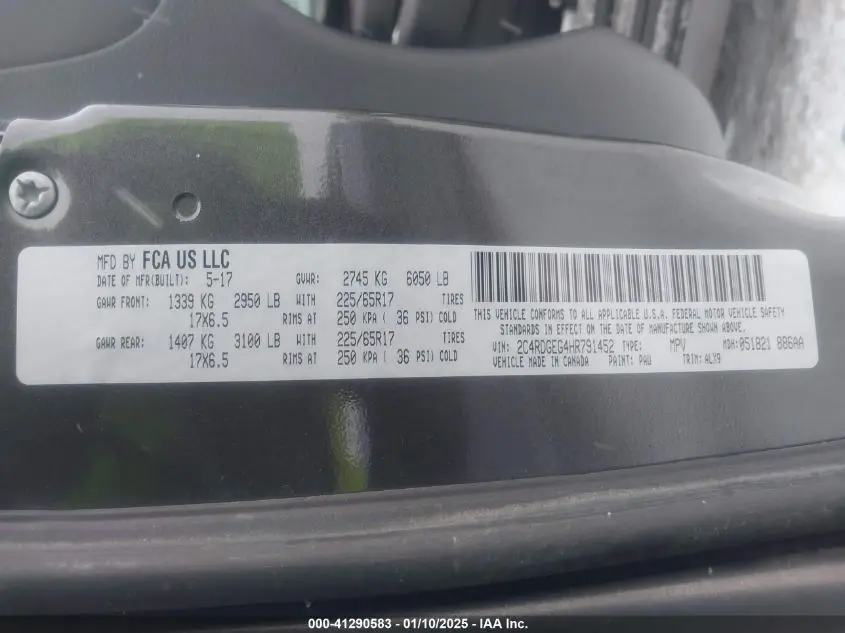 MFD BY FCA US LLC
DATE OF MFR(BUILT): 5-17 GVWR: 2745 KG 6050 LB
GAWR FRONT: 1339 KG 2950 LB WITH 225/65R17 TIRES
17X6.5 RIMS AT 250 KPA ( 36 PSI) COLD
GAWR REAR: 1407 KG 3100 LB WITH 225/65R17 TIRES
17X6.5 RIMS AT 250 KPA ( 36 PSI) COLD
THIS VEHICLE CONFORMS TO ALL APPLICABLE U.S.A. FEDERAL MOTOR VEHICLE SAFETY
STANDARDS IN EFFECT ON THE DATE OF MANUFACTURE SHOWN ABOVE.
VIN: 2C4RDGEG4HR791452 TYPE: MPV MDH: 051821 886AA
VEHICLE MADE IN CANADA PAINT: PAU TRIM: ALX9
000-41290583 - 01/10/2025 - IAA Inc.